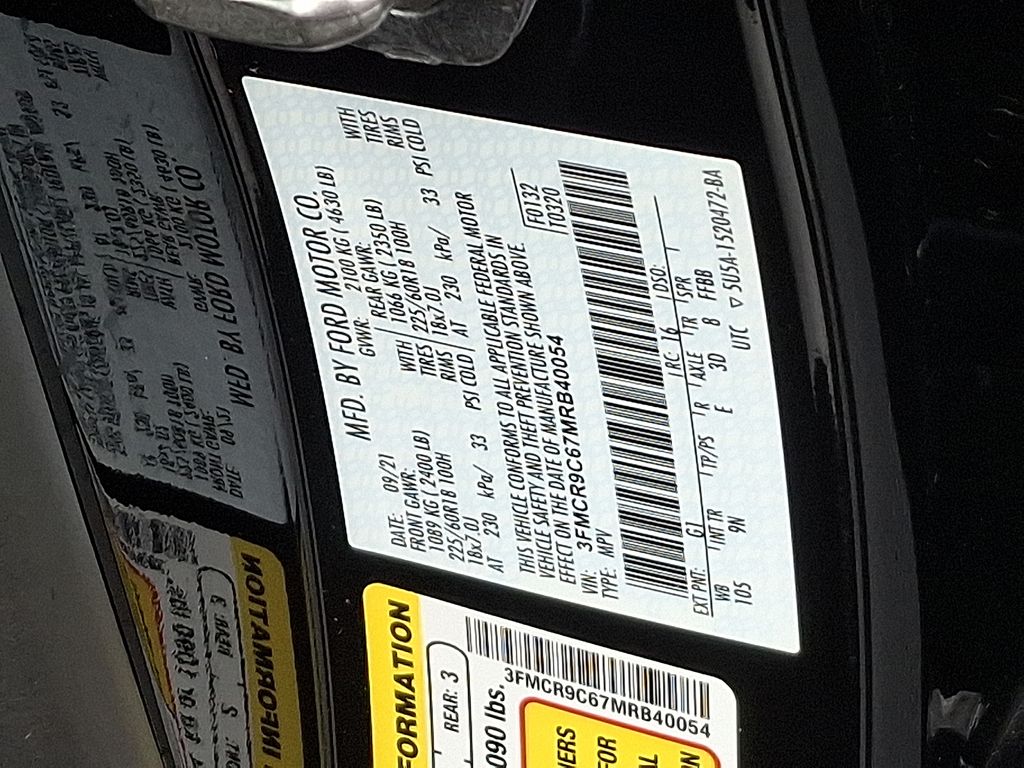 MFD. BY FORD MOTOR CO.
DATE: 09/21 GVWR: 2100 KG ( 4630 LB)
FRONT GAWR: REAR GAWR:
1089 KG ( 2400 LB) WITH 1066 KG ( 2350 LB) WITH
225/60R18 100H TIRES 225/60R18 100H TIRES
18x7.0J RIMS 18x7.0J RIMS
AT 230 kPa/ 33 PSI COLD AT 230 kPa/ 33 PSI COLD
THIS VEHICLE CONFORMS TO ALL APPLICABLE FEDERAL MOTOR
VEHICLE SAFETY AND THEFT PREVENTION STANDARDS IN
EFFECT ON THE DATE OF MANUFACTURE SHOWN ABOVE.
VIN: 3FMCR9C67MRB40054
TYPE: MPV
F0132
T0320
EXT PNT: G1 RC: 16 DSO:
WB INT TR TP/PS R AXLE TR SPR
105 9N E 3D 8 FFBB
UTC ▽ 5U5A-1520472-BA
FORMATION
REAR: 3
090 lbs.
3FMCR9C67MRB40054